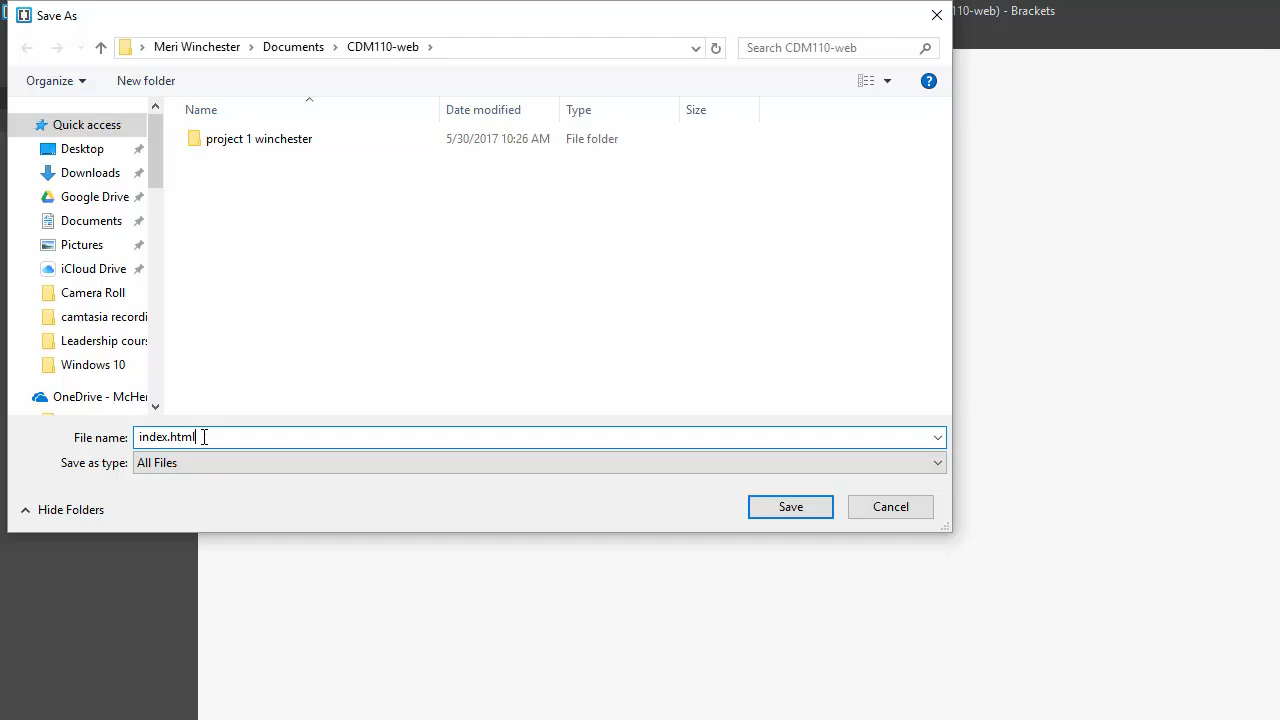 Save As
110-web) - Brackets
Meri Winchester > Documents > CDM110-web >
Search CDM110-web
Organize
New folder
Name
Date modified
Type
Size
Quick access
project 1 winchester
5/30/2017 10:26 AM
File folder
Desktop
Downloads
Google Drive
Documents
Pictures
iCloud Drive
Camera Roll
camtasia recordi
Leadership cours
Windows 10
OneDrive - McHer
File name:
index.html
Save as type:
All Files
Hide Folders
Save
Cancel